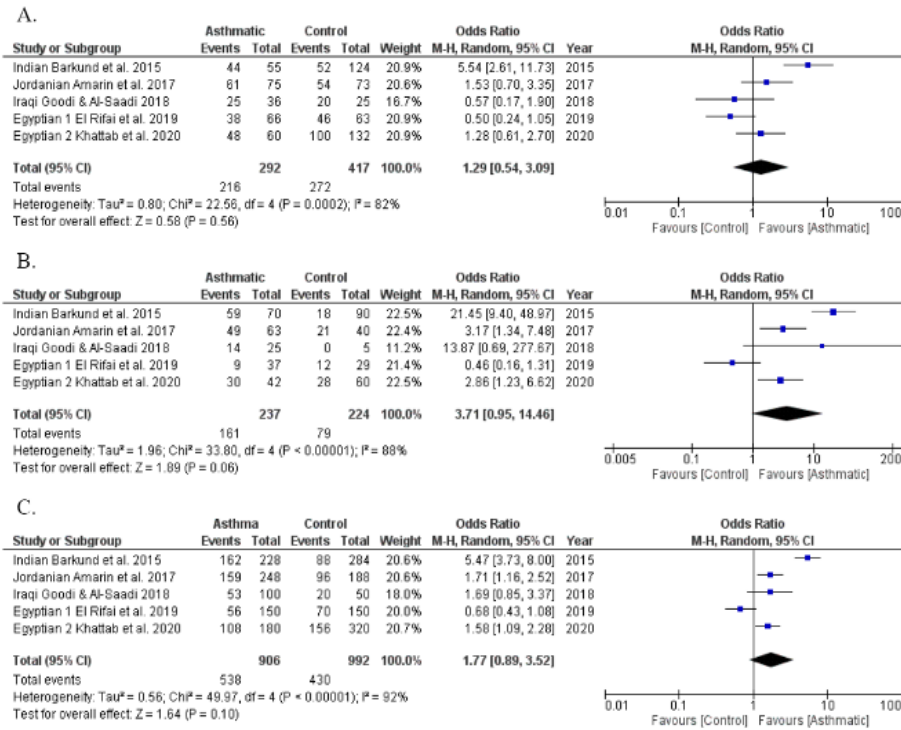 A.
Asthmatic Control Odds Ratio Odds Ratio
Study or Subgroup Events Total Events Total Weight M-H, Random, 95% CI Year M-H, Random, 95% CI
Indian Barkund et al. 2015 44 55 52 124 20.9% 5.54 [2.61, 11.73] 2015
Jordanian Amarin et al. 2017 61 75 54 73 20.6% 1.53 [0.70, 3.35] 2017
Iraqi Goodi & Al-Saadi 2018 25 36 20 25 16.7% 0.57 [0.17, 1.90] 2018
Egyptian 1 El Rifai et al. 2019 38 66 46 63 20.9% 0.50 [0.24, 1.05] 2019
Egyptian 2 Khattab et al. 2020 48 60 100 132 20.9% 1.28 [0.61, 2.70] 2020
Total (95% CI) 292 417 100.0% 1.29 [0.54, 3.09]
Total events 216 272
Heterogeneity: Tau² = 0.80; Chi² = 22.56, df = 4 (P = 0.0002); I² = 82%
Test for overall effect: Z = 0.58 (P = 0.56)
0.01 0.1 1 10 100
Favours [Control] Favours [Asthmatic]
B.
Asthmatic Control Odds Ratio Odds Ratio
Study or Subgroup Events Total Events Total Weight M-H, Random, 95% CI Year M-H, Random, 95% CI
Indian Barkund et al. 2015 59 70 18 90 22.5% 21.45 [9.40, 48.97] 2015
Jordanian Amarin et al. 2017 49 63 21 40 22.4% 3.17 [1.34, 7.48] 2017
Iraqi Goodi & Al-Saadi 2018 14 25 0 5 11.2% 13.87 [0.69, 277.67] 2018
Egyptian 1 El Rifai et al. 2019 9 37 12 29 21.4% 0.46 [0.16, 1.31] 2019
Egyptian 2 Khattab et al. 2020 30 42 28 60 22.5% 2.86 [1.23, 6.62] 2020
Total (95% CI) 237 224 100.0% 3.71 [0.95, 14.46]
Total events 161 79
Heterogeneity: Tau² = 1.96; Chi² = 33.80, df = 4 (P < 0.00001); I² = 88%
Test for overall effect: Z = 1.89 (P = 0.06)
0.005 0.1 1 10 200
Favours [Control] Favours [Asthmatic]
C.
Asthma Control Odds Ratio Odds Ratio
Study or Subgroup Events Total Events Total Weight M-H, Random, 95% CI Year M-H, Random, 95% CI
Indian Barkund et al. 2015 162 228 88 284 20.6% 5.47 [3.73, 8.00] 2015
Jordanian Amarin et al. 2017 159 248 96 188 20.6% 1.71 [1.16, 2.52] 2017
Iraqi Goodi & Al-Saadi 2018 53 100 20 50 18.0% 1.69 [0.85, 3.37] 2018
Egyptian 1 El Rifai et al. 2019 56 150 70 150 20.0% 0.68 [0.43, 1.08] 2019
Egyptian 2 Khattab et al. 2020 108 180 156 320 20.7% 1.58 [1.09, 2.28] 2020
Total (95% CI) 906 992 100.0% 1.77 [0.89, 3.52]
Total events 538 430
Heterogeneity: Tau² = 0.56; Chi² = 49.97, df = 4 (P < 0.00001); I² = 92%
Test for overall effect: Z = 1.64 (P = 0.10)
0.01 0.1 1 10 100
Favours [Control] Favours [Asthmatic]